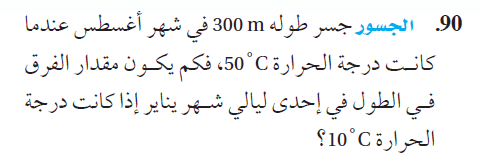 90. الجسور جسر طوله 300 m في شهر أغسطس عندما
كانت درجة الحرارة 50°C، فكم يكون مقدار الفرق
في الطول في إحدى ليالي شهر يناير إذا كانت درجة
الحرارة 10°C؟